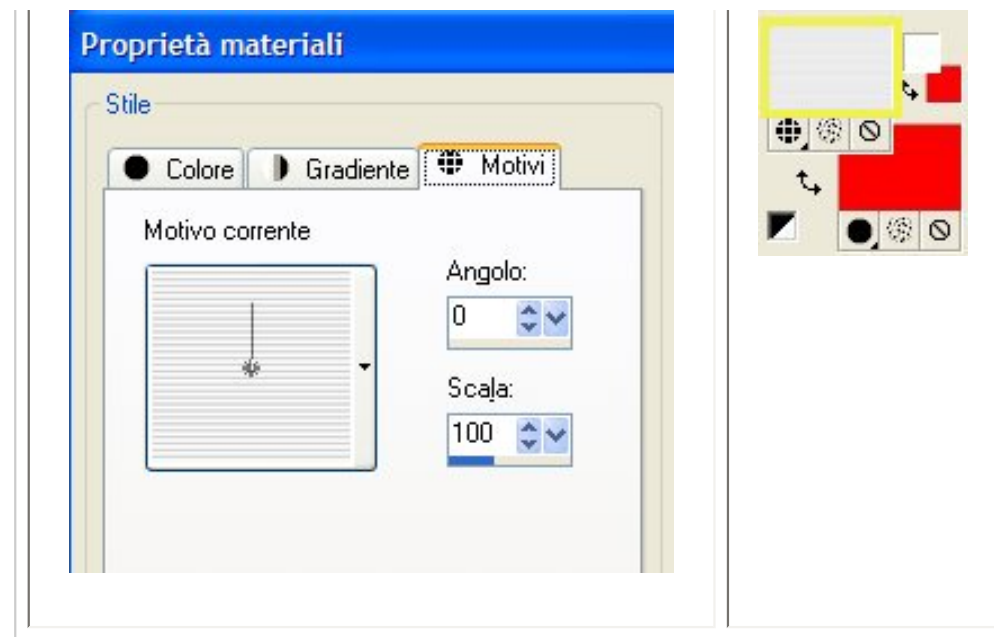 Proprietà materiali
Stile
Colore Gradiente Motivi
Motivo corrente
Angolo:
0
Scala:
100